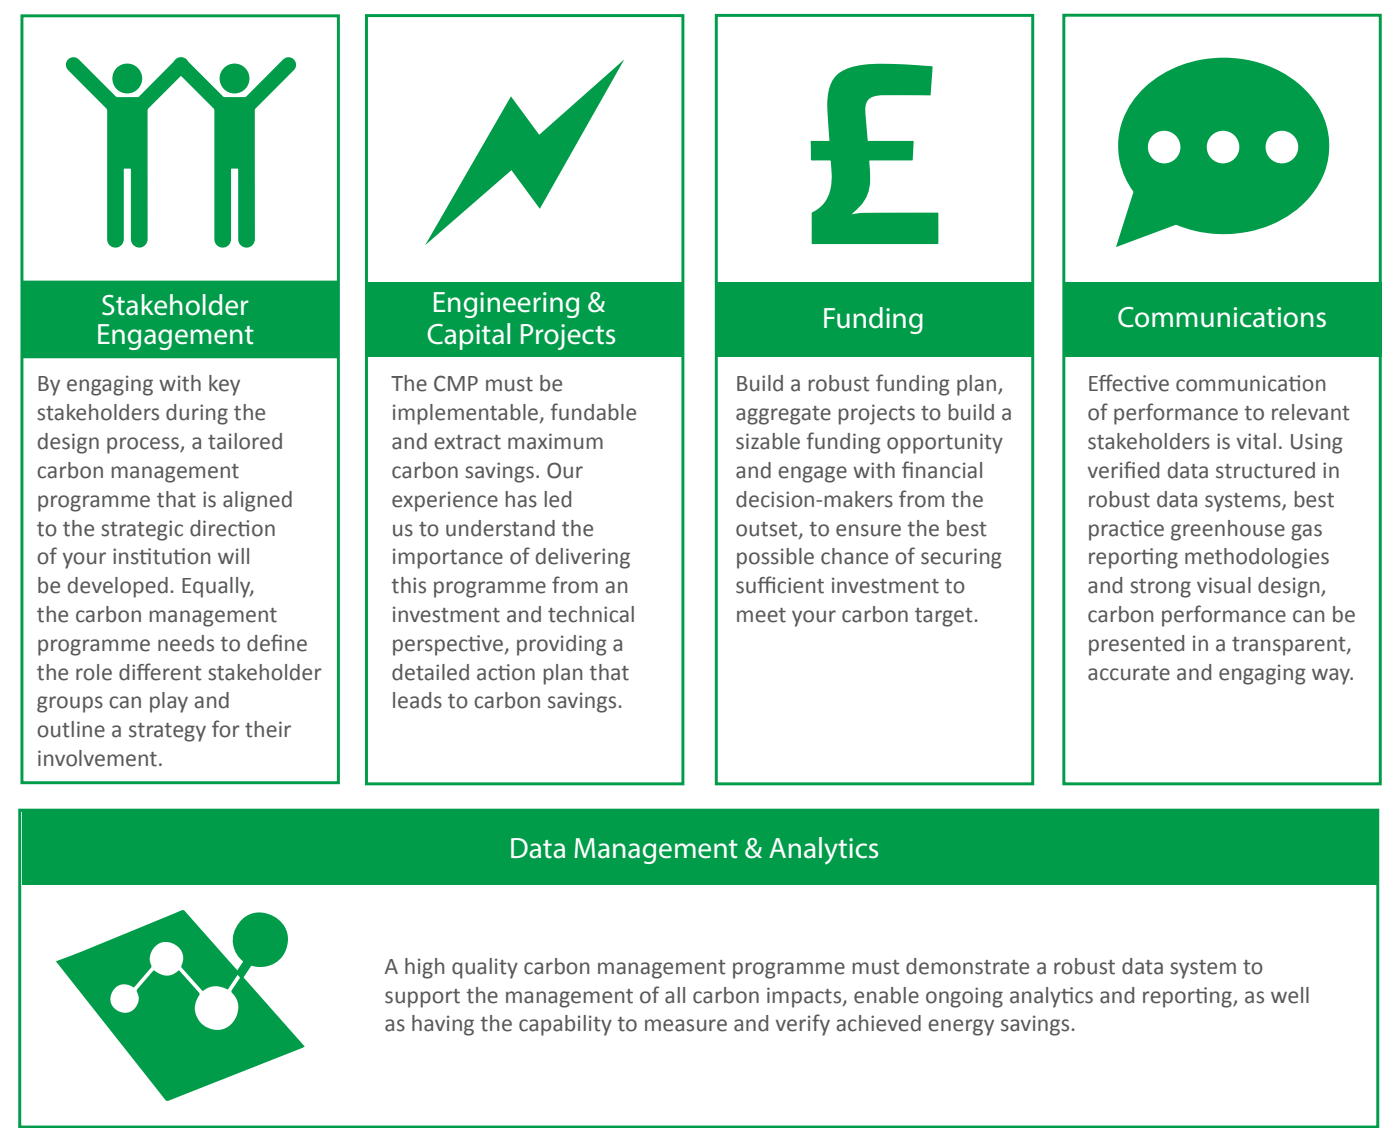 Stakeholder
Engagement
By engaging with key
stakeholders during the
design process, a tailored
carbon management
programme that is aligned
to the strategic direction
of your institution will
be developed. Equally,
the carbon management
programme needs to define
the role different stakeholder
groups can play and
outline a strategy for their
involvement.
Engineering &
Capital Projects
The CMP must be
implementable, fundable
and extract maximum
carbon savings. Our
experience has led
us to understand the
importance of delivering
this programme from an
investment and technical
perspective, providing a
detailed action plan that
leads to carbon savings.
£
Funding
Build a robust funding plan,
aggregate projects to build a
sizable funding opportunity
and engage with financial
decision-makers from the
outset, to ensure the best
possible chance of securing
sufficient investment to
meet your carbon target.
Communications
Effective communication
of performance to relevant
stakeholders is vital. Using
verified data structured in
robust data systems, best
practice greenhouse gas
reporting methodologies
and strong visual design,
carbon performance can be
presented in a transparent,
accurate and engaging way.
Data Management & Analytics
A high quality carbon management programme must demonstrate a robust data system to
support the management of all carbon impacts, enable ongoing analytics and reporting, as well
as having the capability to measure and verify achieved energy savings.